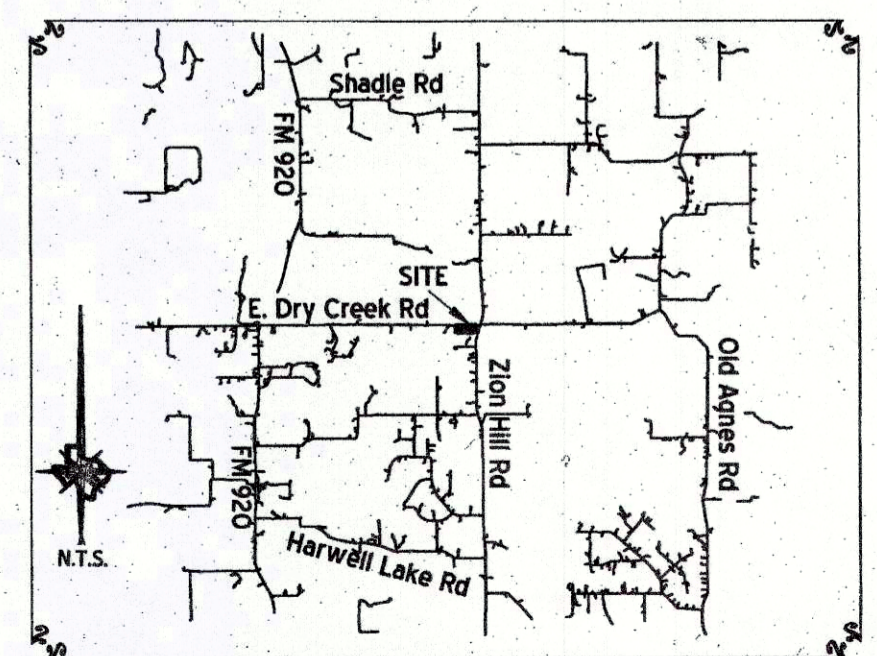 Shadle Rd
FM 920
SITE
E. Dry Creek Rd
Zion Hill Rd
Old Agnes Rd
FM 920
N.T.S.
Harwell Lake Rd